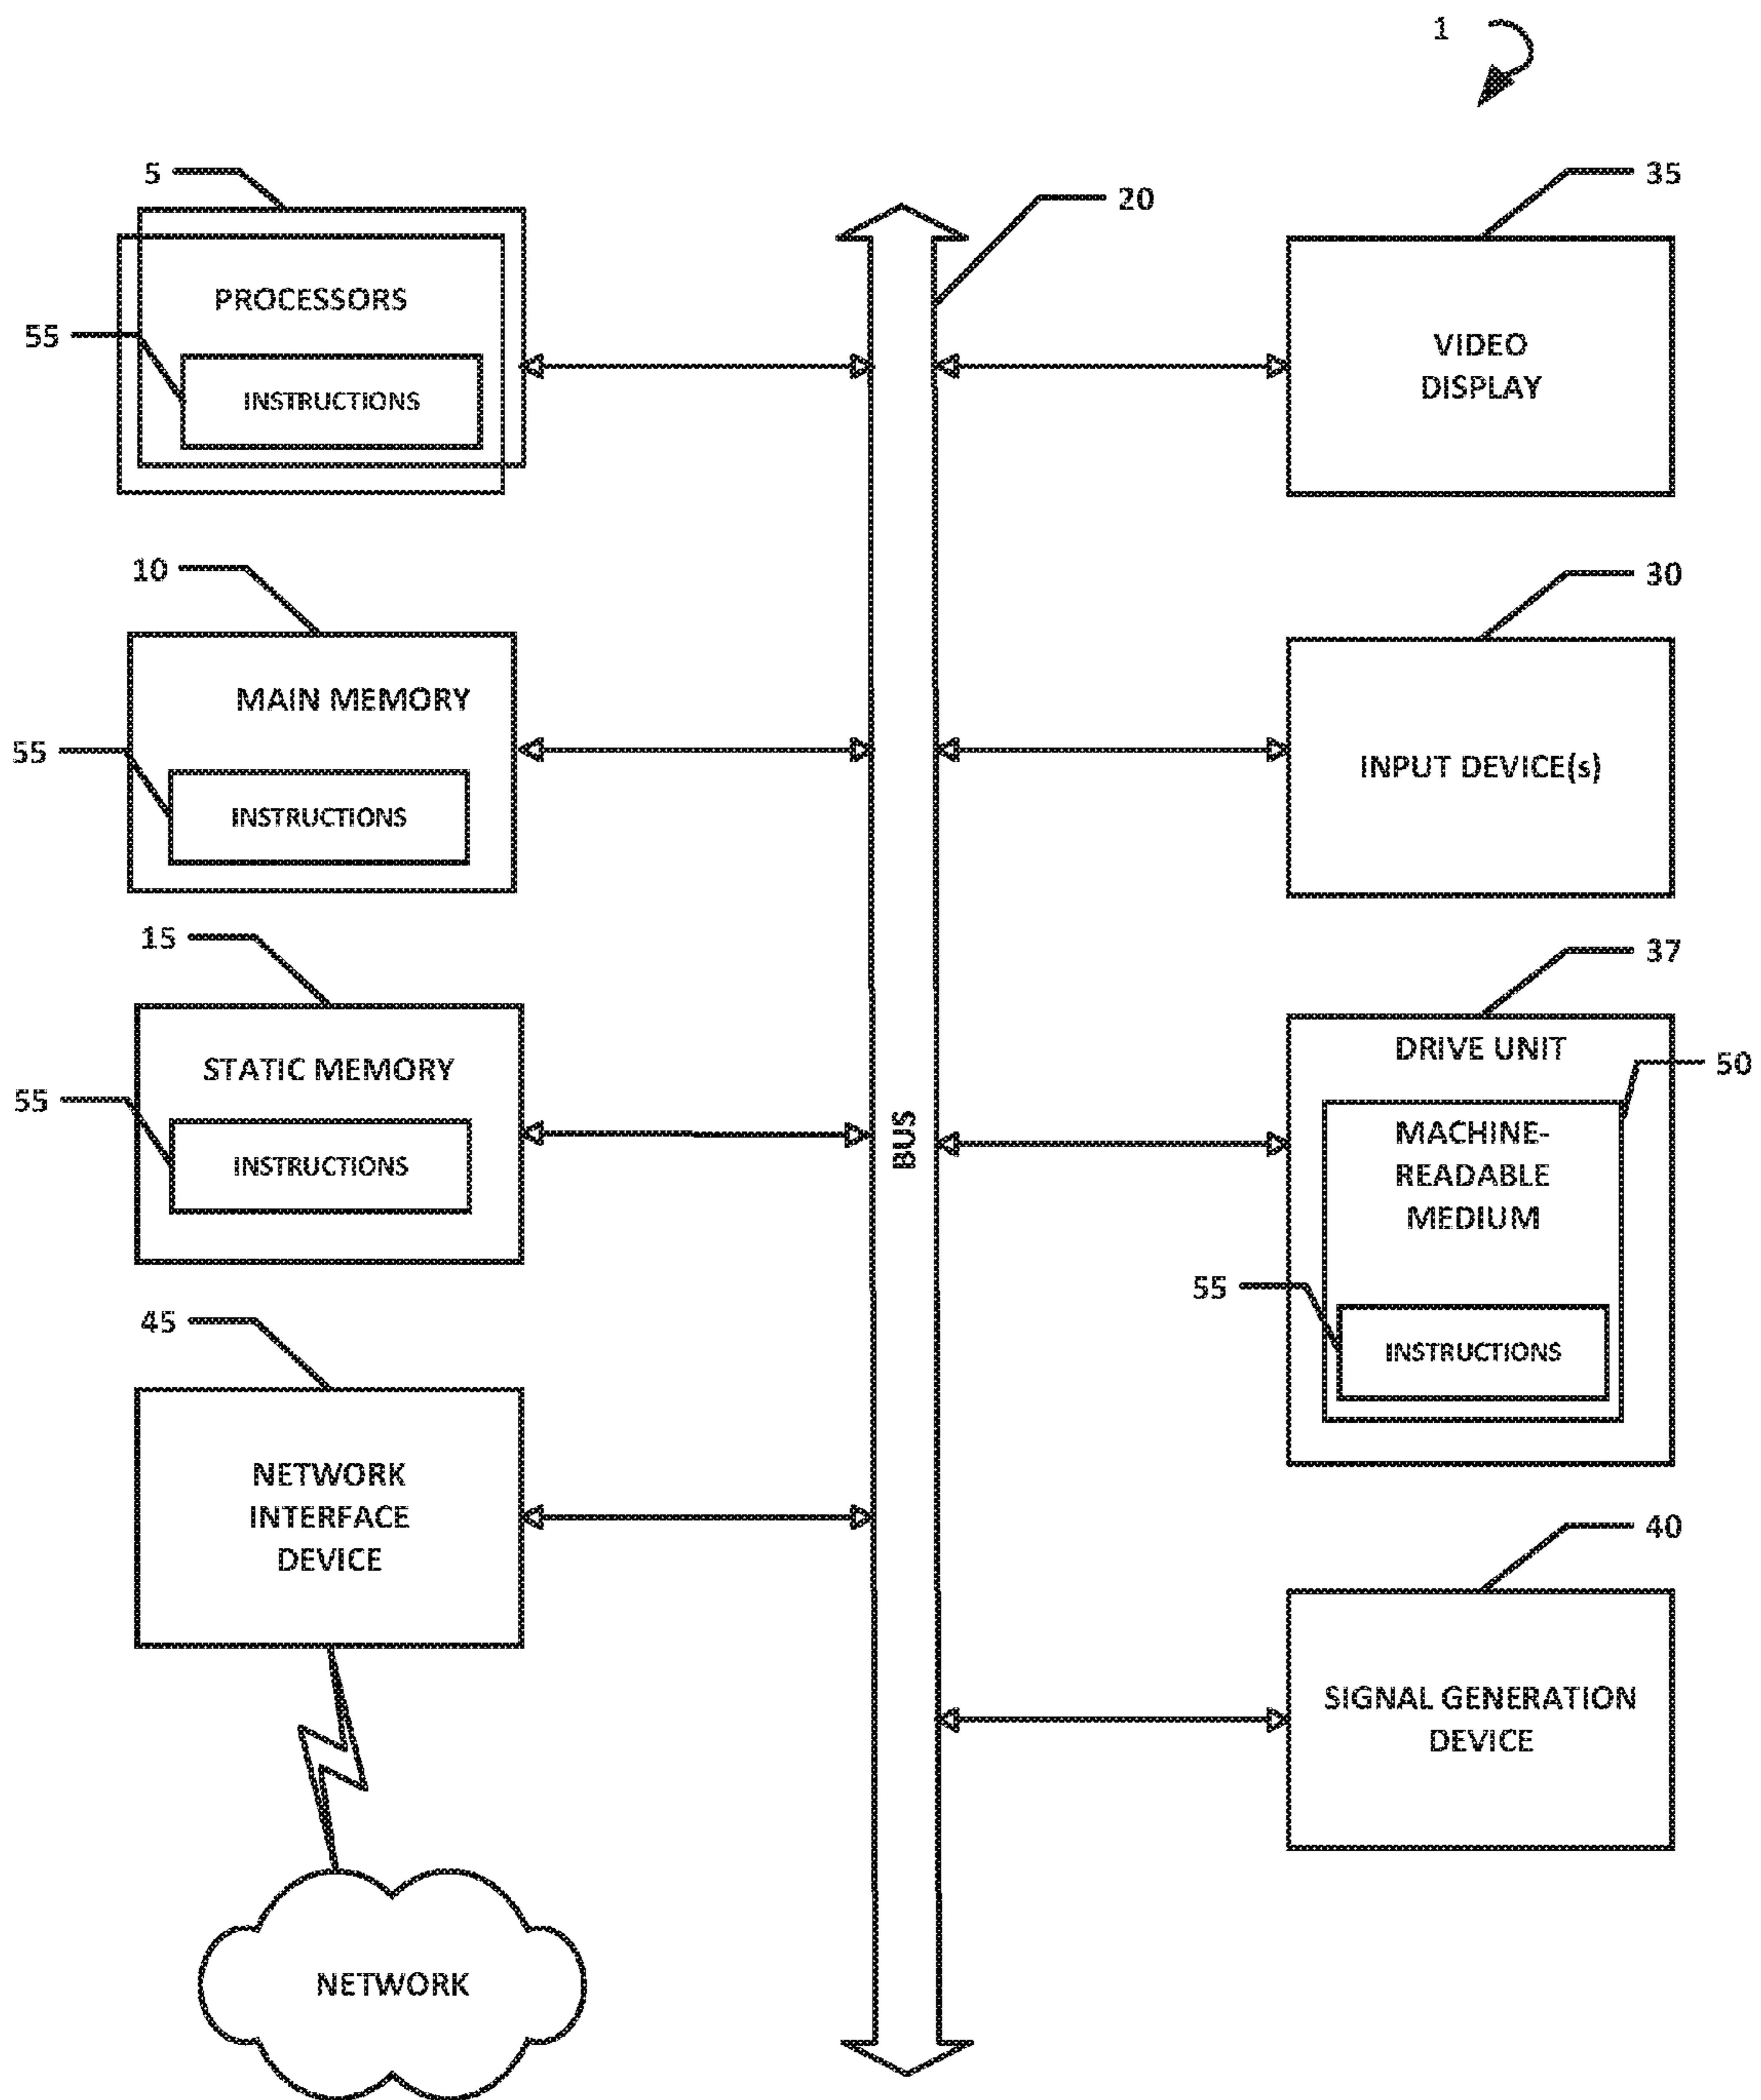 1
5
PROCESSORS
55
INSTRUCTIONS
10
MAIN MEMORY
55
INSTRUCTIONS
15
STATIC MEMORY
55
INSTRUCTIONS
45
NETWORK
INTERFACE
DEVICE
NETWORK
20
BUS
35
VIDEO
DISPLAY
30
INPUT DEVICE(s)
37
DRIVE UNIT
50
MACHINE-
READABLE
MEDIUM
55
INSTRUCTIONS
40
SIGNAL GENERATION
DEVICE